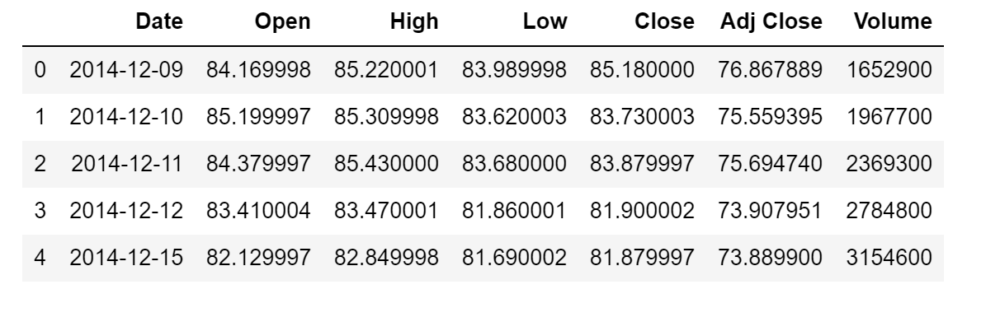 Date Open High Low Close Adj Close Volume
0 2014-12-09 84.169998 85.220001 83.989998 85.180000 76.867889 1652900
1 2014-12-10 85.199997 85.309998 83.620003 83.730003 75.559395 1967700
2 2014-12-11 84.379997 85.430000 83.680000 83.879997 75.694740 2369300
3 2014-12-12 83.410004 83.470001 81.860001 81.900002 73.907951 2784800
4 2014-12-15 82.129997 82.849998 81.690002 81.879997 73.889900 3154600